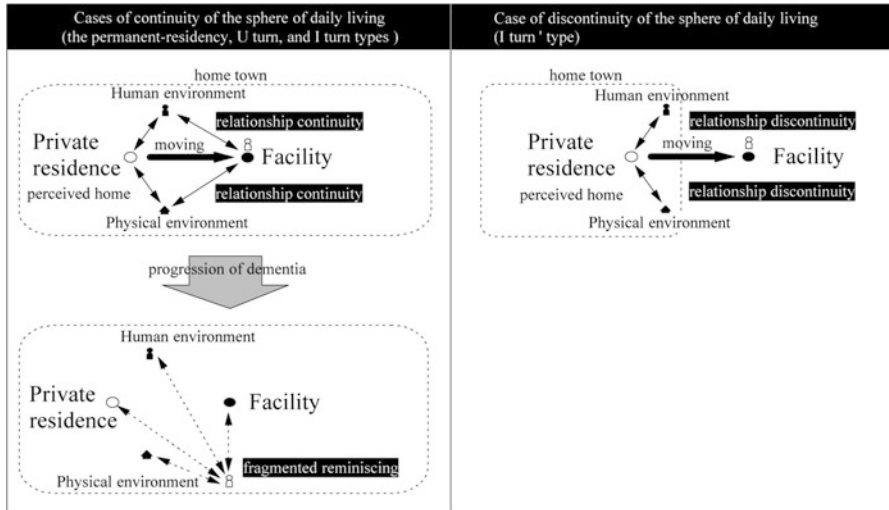 Cases of continuity of the sphere of daily living
(the permanent-residency, U turn, and I turn types )
home town
Human environment
relationship continuity
Private
residence
moving
Facility
perceived home
relationship continuity
Physical environment
progression of dementia
Human environment
Private
residence
Facility
fragmented reminiscing
Physical environment
Case of discontinuity of the sphere of daily living
(I turn ' type)
home town
Human environment
relationship discontinuity
Private
residence
moving
Facility
perceived home
relationship discontinuity
Physical environment